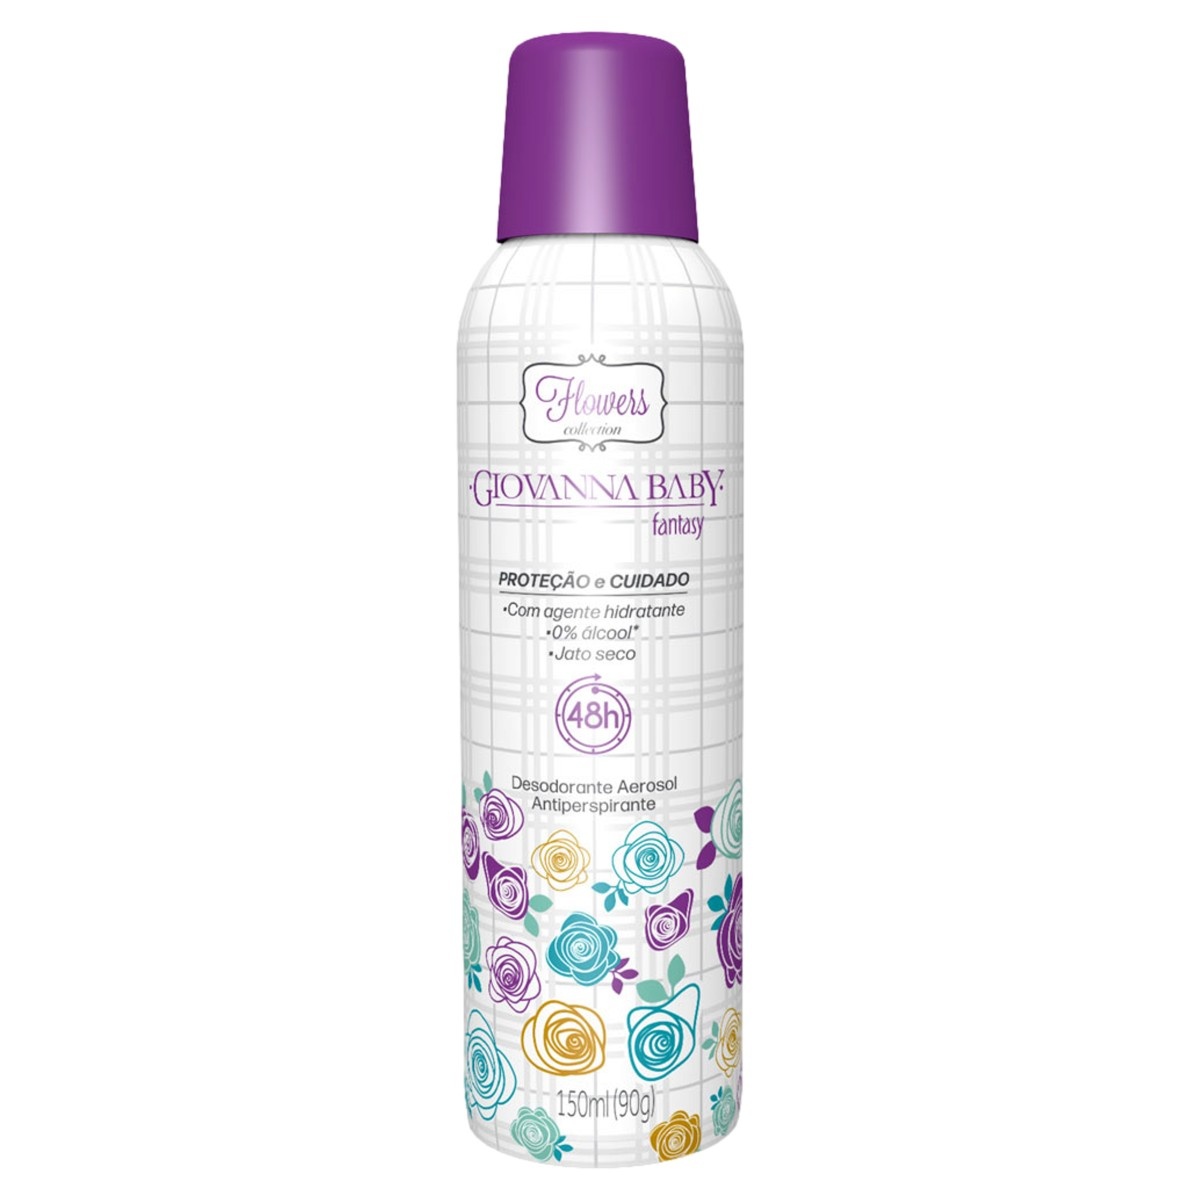 Flowers
collection
·GIOVANNA BABY·
fantasy
PROTEÇÃO e CUIDADO
•Com agente hidratante
•0% álcool*
•Jato seco
48h
Desodorante Aerosol
Antiperspirante
150ml (90g)